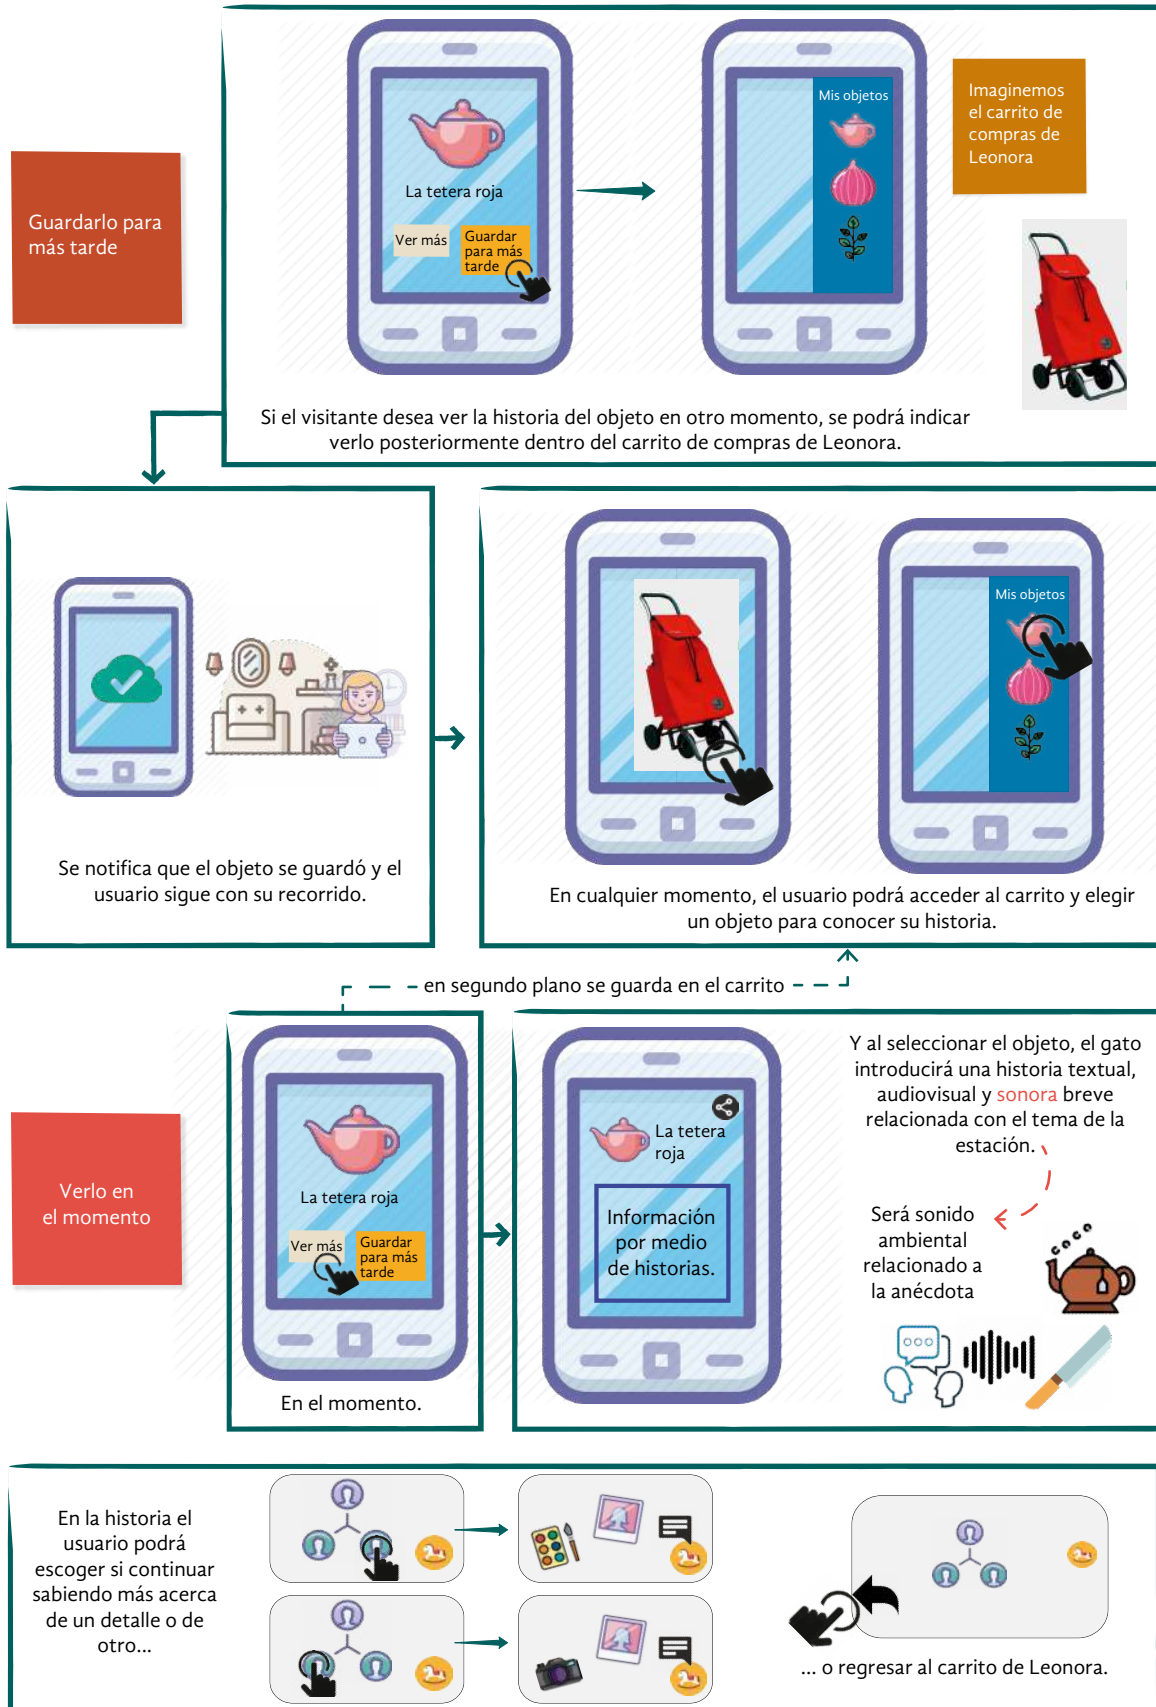 Guardarlo para
más tarde
La tetera roja
Ver más
Guardar
para más
tarde
Mis objetos
Imaginemos
el carrito de
compras de
Leonora
Si el visitante desea ver la historia del objeto en otro momento, se podrá indicar
verlo posteriormente dentro del carrito de compras de Leonora.
Se notifica que el objeto se guardó y el
usuario sigue con su recorrido.
Mis objetos
En cualquier momento, el usuario podrá acceder al carrito y elegir
un objeto para conocer su historia.
en segundo plano se guarda en el carrito
Verlo en
el momento
La tetera roja
Ver más
Guardar
para más
tarde
En el momento.
La tetera
roja
Información
por medio
de historias.
Y al seleccionar el objeto, el gato
introducirá una historia textual,
audiovisual y sonora breve
relacionada con el tema de la
estación.
Será sonido
ambiental
relacionado a
la anécdota
En la historia el
usuario podrá
escoger si continuar
sabiendo más acerca
de un detalle o de
otro...
... o regresar al carrito de Leonora.